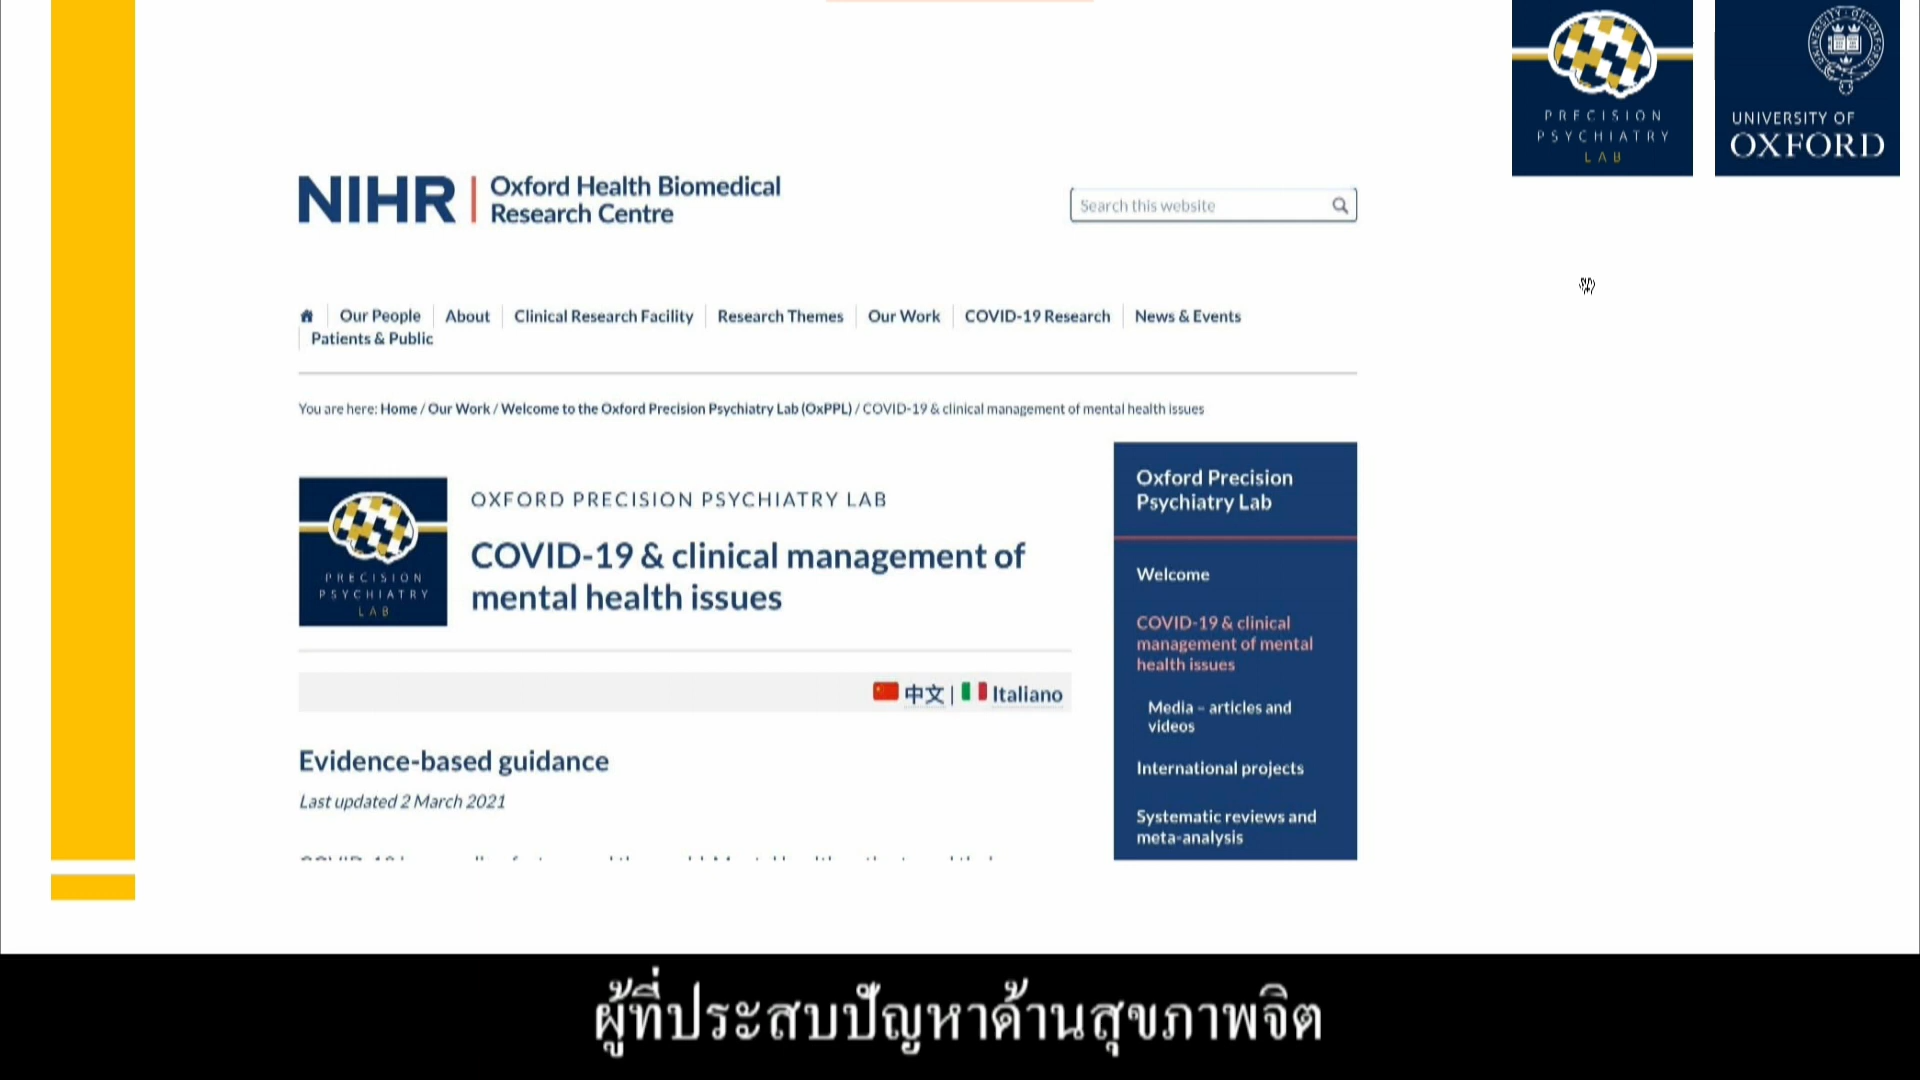 PRECISION
PSYCHIATRY
LAB
UNIVERSITY OF
OXFORD
NIHR
Oxford Health Biomedical
Research Centre
Search this website
Our People
About
Clinical Research Facility
Research Themes
Our Work
COVID-19 Research
News & Events
Patients & Public
You are here: Home / Our Work / Welcome to the Oxford Precision Psychiatry Lab (OxPPL) / COVID-19 & clinical management of mental health issues
PRECISION
PSYCHIATRY
LAB
OXFORD PRECISION PSYCHIATRY LAB
COVID-19 & clinical management of
mental health issues
中文 | Italiano
Evidence-based guidance
Last updated 2 March 2021
Oxford Precision
Psychiatry Lab
Welcome
COVID-19 & clinical
management of mental
health issues
Media – articles and
videos
International projects
Systematic reviews and
meta-analysis
ผู้ที่ประสบปัญหาด้านสุขภาพจิต